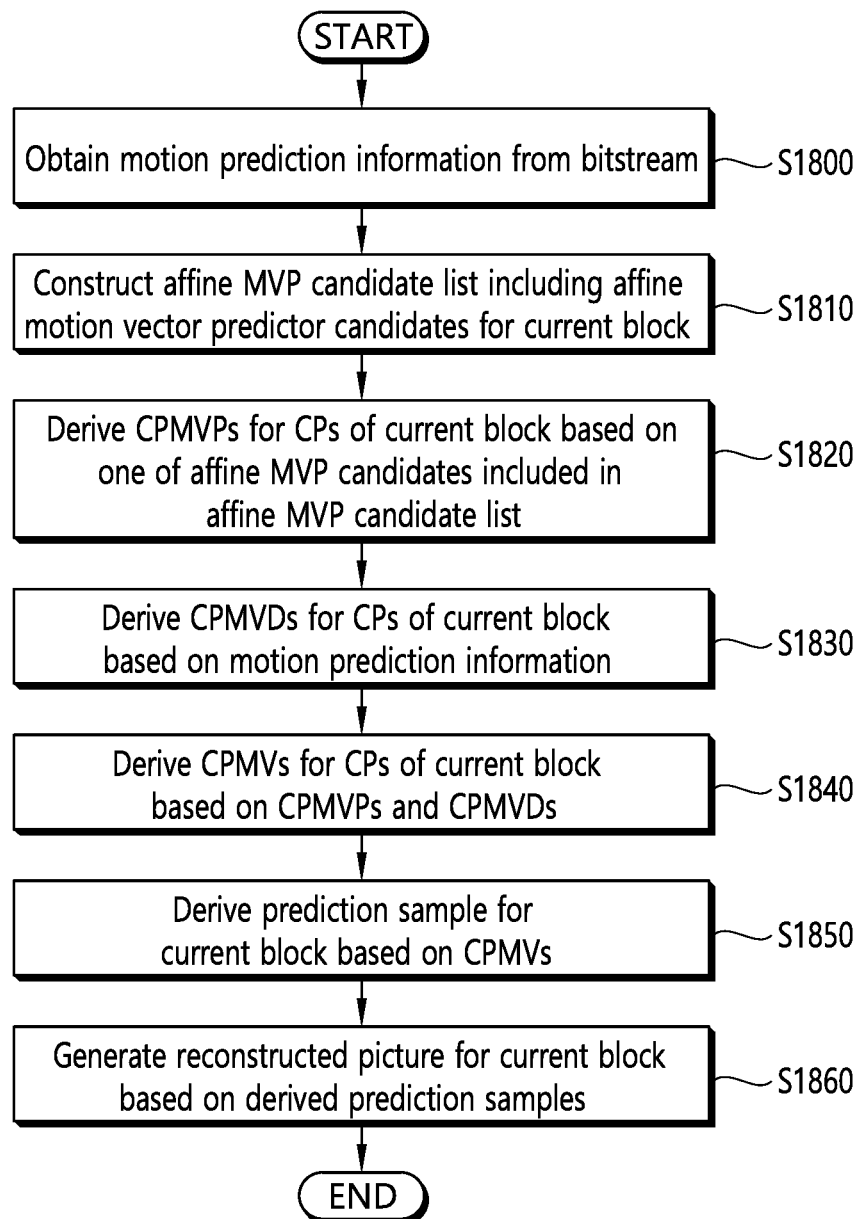 START
Obtain motion prediction information from bitstream
S1800
Construct affine MVP candidate list including affine
motion vector predictor candidates for current block
S1810
Derive CPMVPs for CPs of current block based on
one of affine MVP candidates included in
affine MVP candidate list
S1820
Derive CPMVDs for CPs of current block
based on motion prediction information
S1830
Derive CPMVs for CPs of current block
based on CPMVPs and CPMVDs
S1840
Derive prediction sample for
current block based on CPMVs
S1850
Generate reconstructed picture for current block
based on derived prediction samples
S1860
END